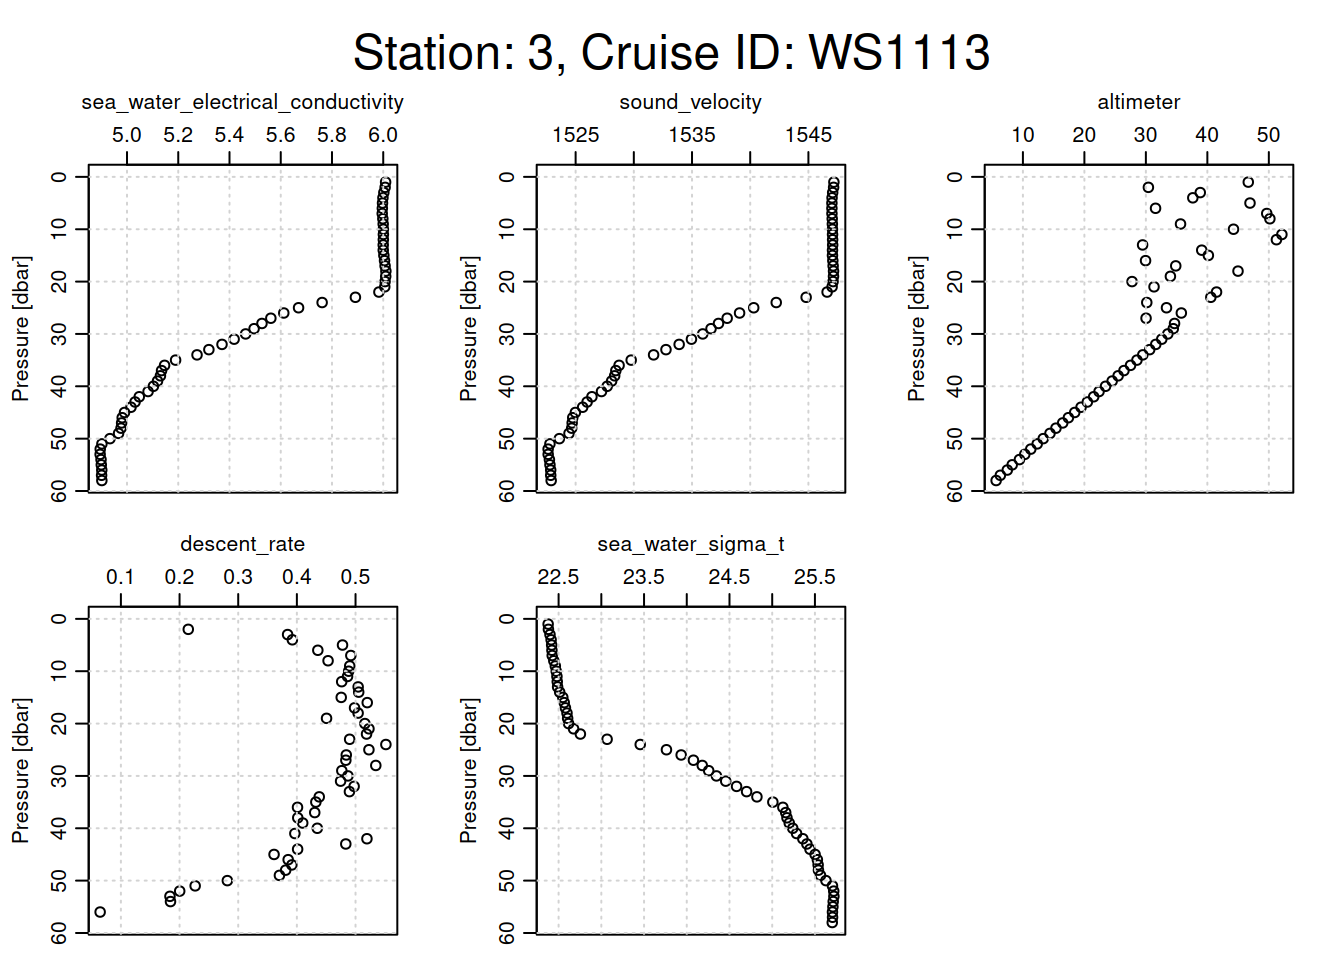 Station: 3, Cruise ID: WS1113
sea_water_electrical_conductivity
5.0 5.2 5.4 5.6 5.8 6.0
Pressure [dbar]
0
10
20
30
40
50
60
sound_velocity
1525 1535 1545
Pressure [dbar]
0
10
20
30
40
50
60
altimeter
10 20 30 40 50
Pressure [dbar]
0
10
20
30
40
50
60
descent_rate
0.1 0.2 0.3 0.4 0.5
Pressure [dbar]
0
10
20
30
40
50
60
sea_water_sigma_t
22.5 23.5 24.5 25.5
Pressure [dbar]
0
10
20
30
40
50
60